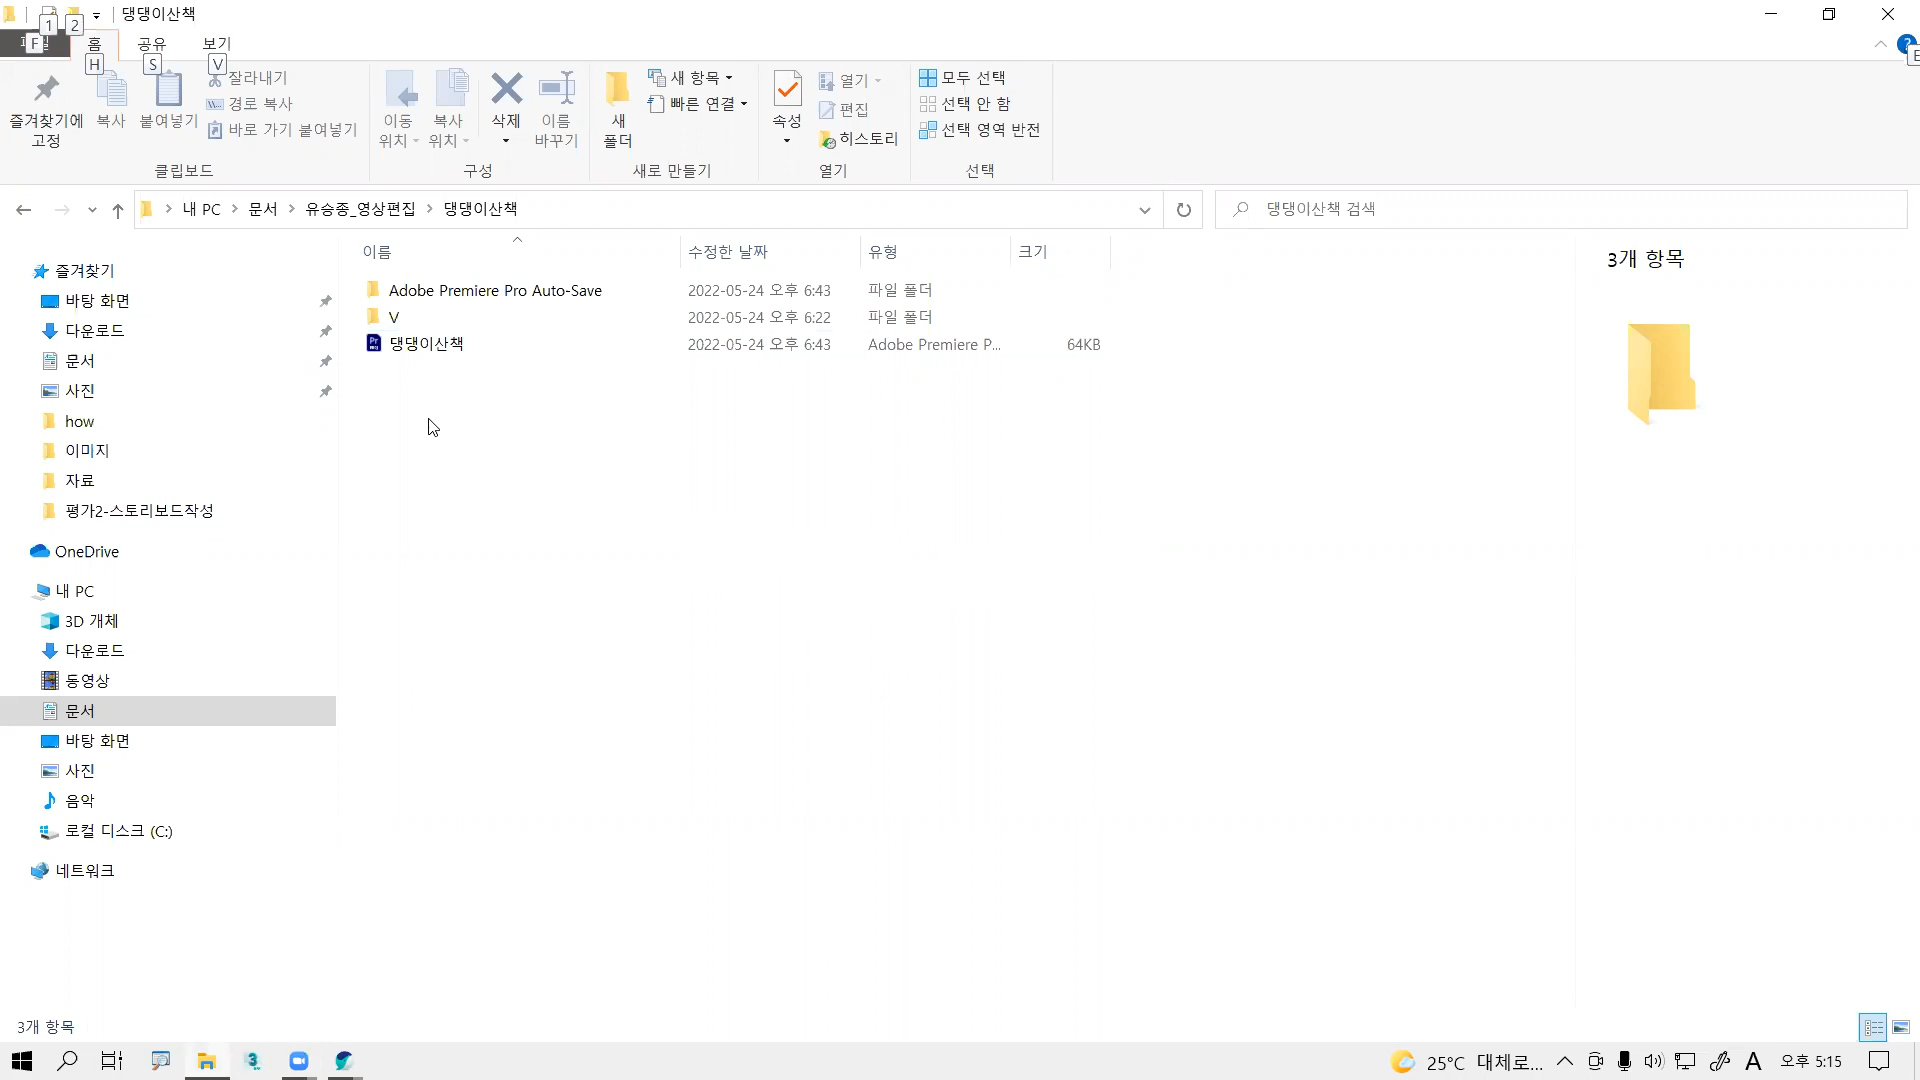 1 2 댕댕이산책
F 홈 공유 보기
H S V
즐겨찾기에 고정
복사
붙여넣기
잘라내기
경로 복사
바로 가기 붙여넣기
클립보드
이동 위치
복사 위치
삭제
이름 바꾸기
구성
새 폴더
새 항목
빠른 연결
새로 만들기
속성
열기
편집
히스토리
열기
모두 선택
선택 안 함
선택 영역 반전
선택
? E
내 PC 문서 유승종_영상편집 댕댕이산책
댕댕이산책 검색
이름 수정한 날짜 유형 크기
Adobe Premiere Pro Auto-Save 2022-05-24 오후 6:43 파일 폴더
V 2022-05-24 오후 6:22 파일 폴더
댕댕이산책 2022-05-24 오후 6:43 Adobe Premiere P... 64KB
3개 항목
즐겨찾기
바탕 화면
다운로드
문서
사진
how
이미지
자료
평가2-스토리보드작성
OneDrive
내 PC
3D 개체
다운로드
동영상
문서
바탕 화면
사진
음악
로컬 디스크 (C:)
네트워크
3개 항목
25°C 대체로... A 오후 5:15